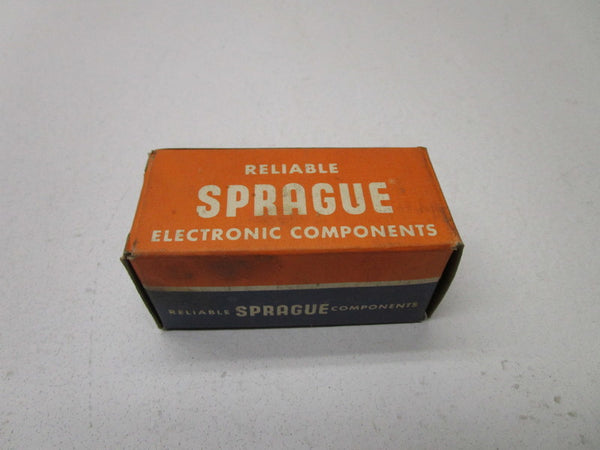 RELIABLE
SPRAGUE®
ELECTRONIC COMPONENTS
RELIABLE SPRAGUE COMPONENTS